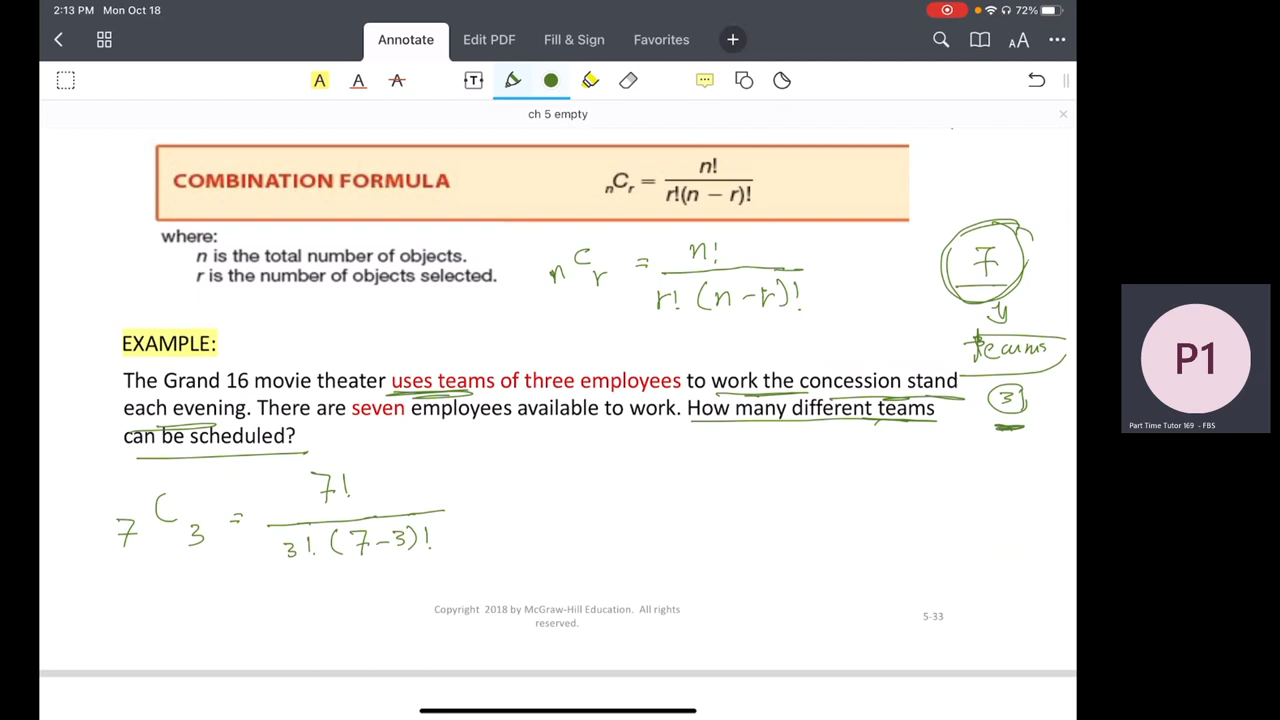 2:13 PM Mon Oct 18
72%
Annotate Edit PDF Fill & Sign Favorites
ch 5 empty
COMBINATION FORMULA nCr = n! / r!(n − r)!
where:
n is the total number of objects.
r is the number of objects selected.
n C r = n! / r! (n-r)!
7
teams
3
EXAMPLE:
The Grand 16 movie theater uses teams of three employees to work the concession stand
each evening. There are seven employees available to work. How many different teams
can be scheduled?
7 C 3 = 7! / 3! (7-3)!
Copyright 2018 by McGraw-Hill Education. All rights
reserved.
5-33
P1
Part Time Tutor 169 - FBS